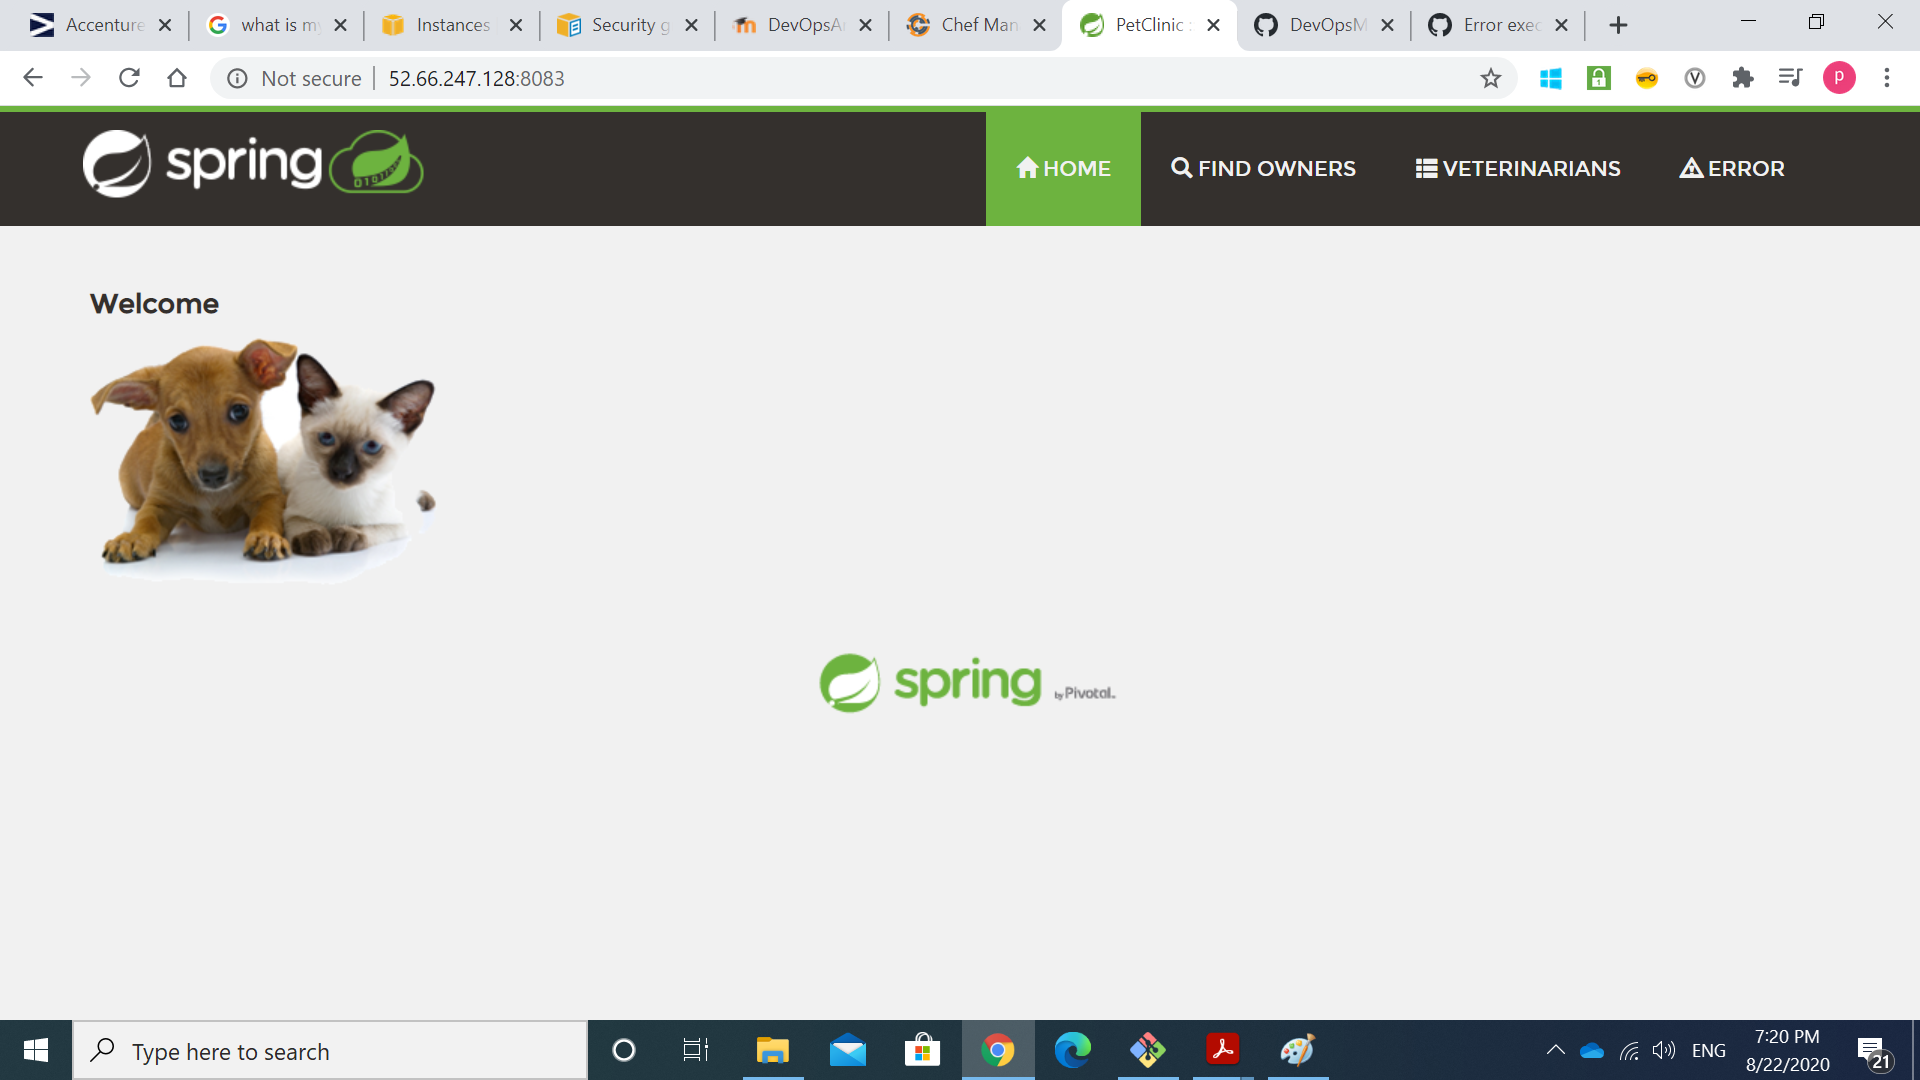 Accenture
what is my
Instances
Security g
DevOpsAr
Chef Man
PetClinic :
DevOpsM
Error exec
Not secure
52.66.247.128:8083
P
spring
HOME
FIND OWNERS
VETERINARIANS
ERROR
Welcome
spring by Pivotal
Type here to search
ENG
7:20 PM
8/22/2020
21